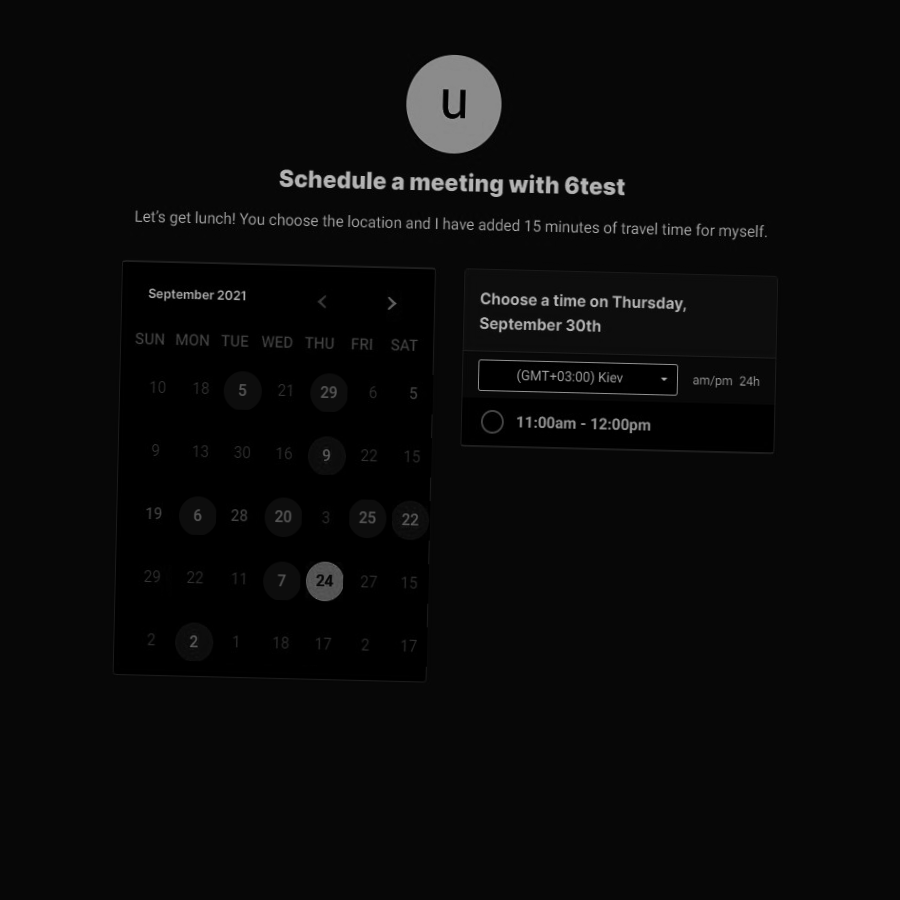 u
Schedule a meeting with 6test
Let's get lunch! You choose the location and I have added 15 minutes of travel time for myself.
September 2021
SUN MON TUE WED THU FRI SAT
10 18 5 21 29 6 5
9 13 30 16 9 22 15
19 6 28 20 3 25 22
29 22 11 7 24 27 15
2 2 1 18 17 2 17
Choose a time on Thursday,
September 30th
(GMT+03:00) Kiev
am/pm 24h
11:00am - 12:00pm